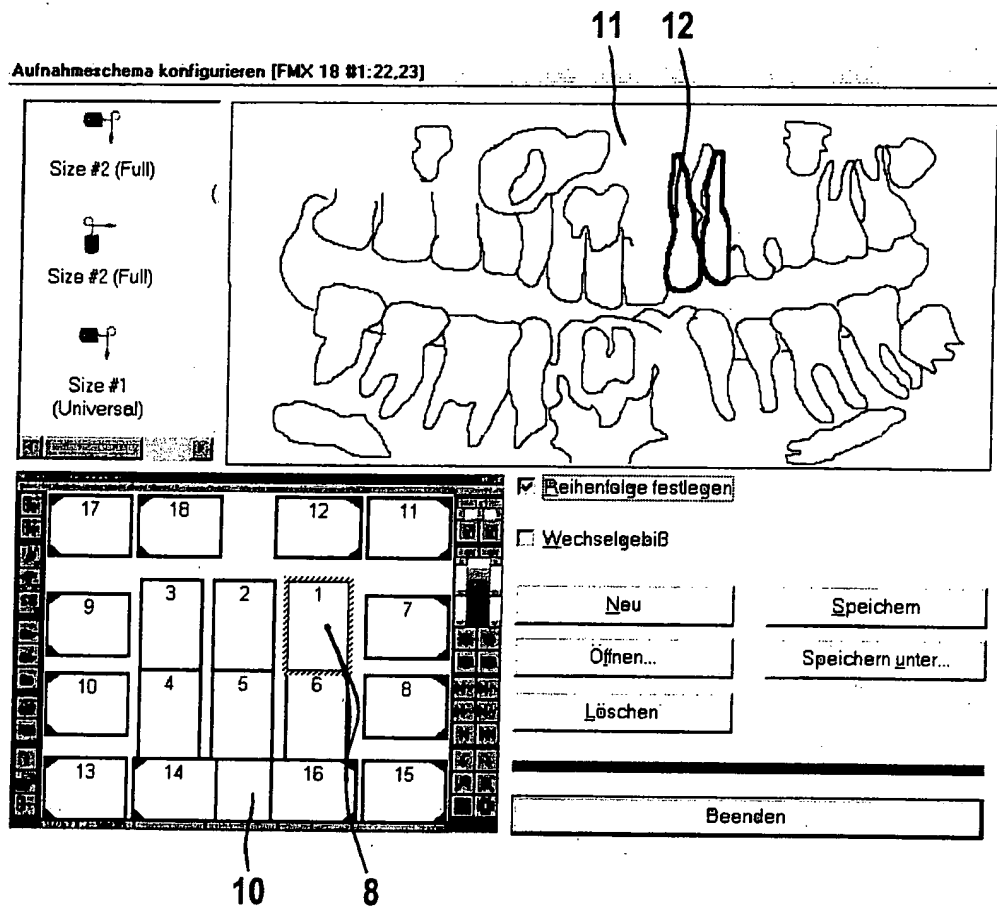 11 12
Aufnahmeschema konfigurieren [FMX 18 #1:22,23]
Size #2 (Full)
(
Size #2 (Full)
Size #1
(Universal)
Reihenfolge festlegen
Wechselgebiß
17 18 12 11
3 2 1
9 7
4 5 6
10 8
13 14 16 15
Neu Speichern
Öffnen... Speichern unter...
Löschen
Beenden
10 8